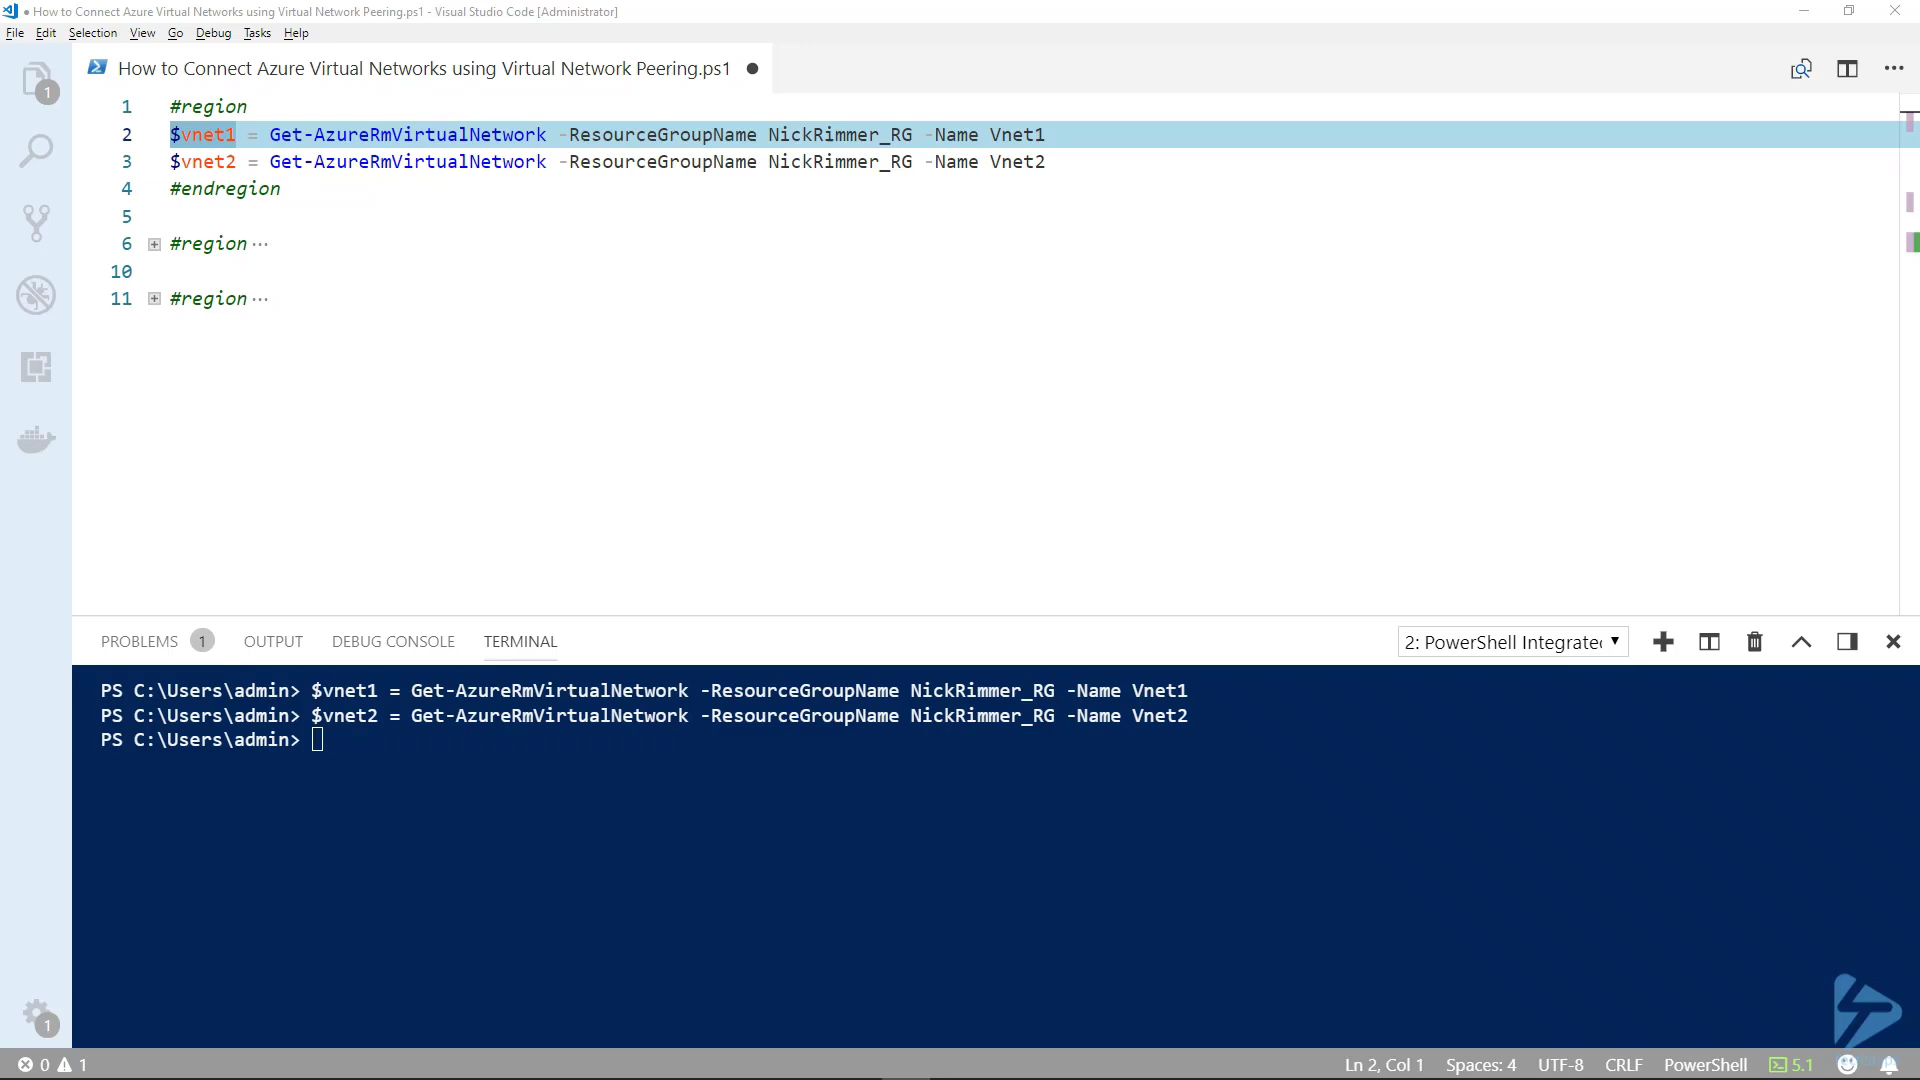 ● How to Connect Azure Virtual Networks using Virtual Network Peering.ps1 - Visual Studio Code [Administrator]
File Edit Selection View Go Debug Tasks Help
How to Connect Azure Virtual Networks using Virtual Network Peering.ps1 ●
1
1 #region
2 $vnet1 = Get-AzureRmVirtualNetwork -ResourceGroupName NickRimmer_RG -Name Vnet1
3 $vnet2 = Get-AzureRmVirtualNetwork -ResourceGroupName NickRimmer_RG -Name Vnet2
4 #endregion
5
6 #region...
10
11 #region...
PROBLEMS 1 OUTPUT DEBUG CONSOLE TERMINAL 2: PowerShell Integrate
PS C:\Users\admin> $vnet1 = Get-AzureRmVirtualNetwork -ResourceGroupName NickRimmer_RG -Name Vnet1
PS C:\Users\admin> $vnet2 = Get-AzureRmVirtualNetwork -ResourceGroupName NickRimmer_RG -Name Vnet2
PS C:\Users\admin>
1
0 1 Ln 2, Col 1 Spaces: 4 UTF-8 CRLF PowerShell 5.1